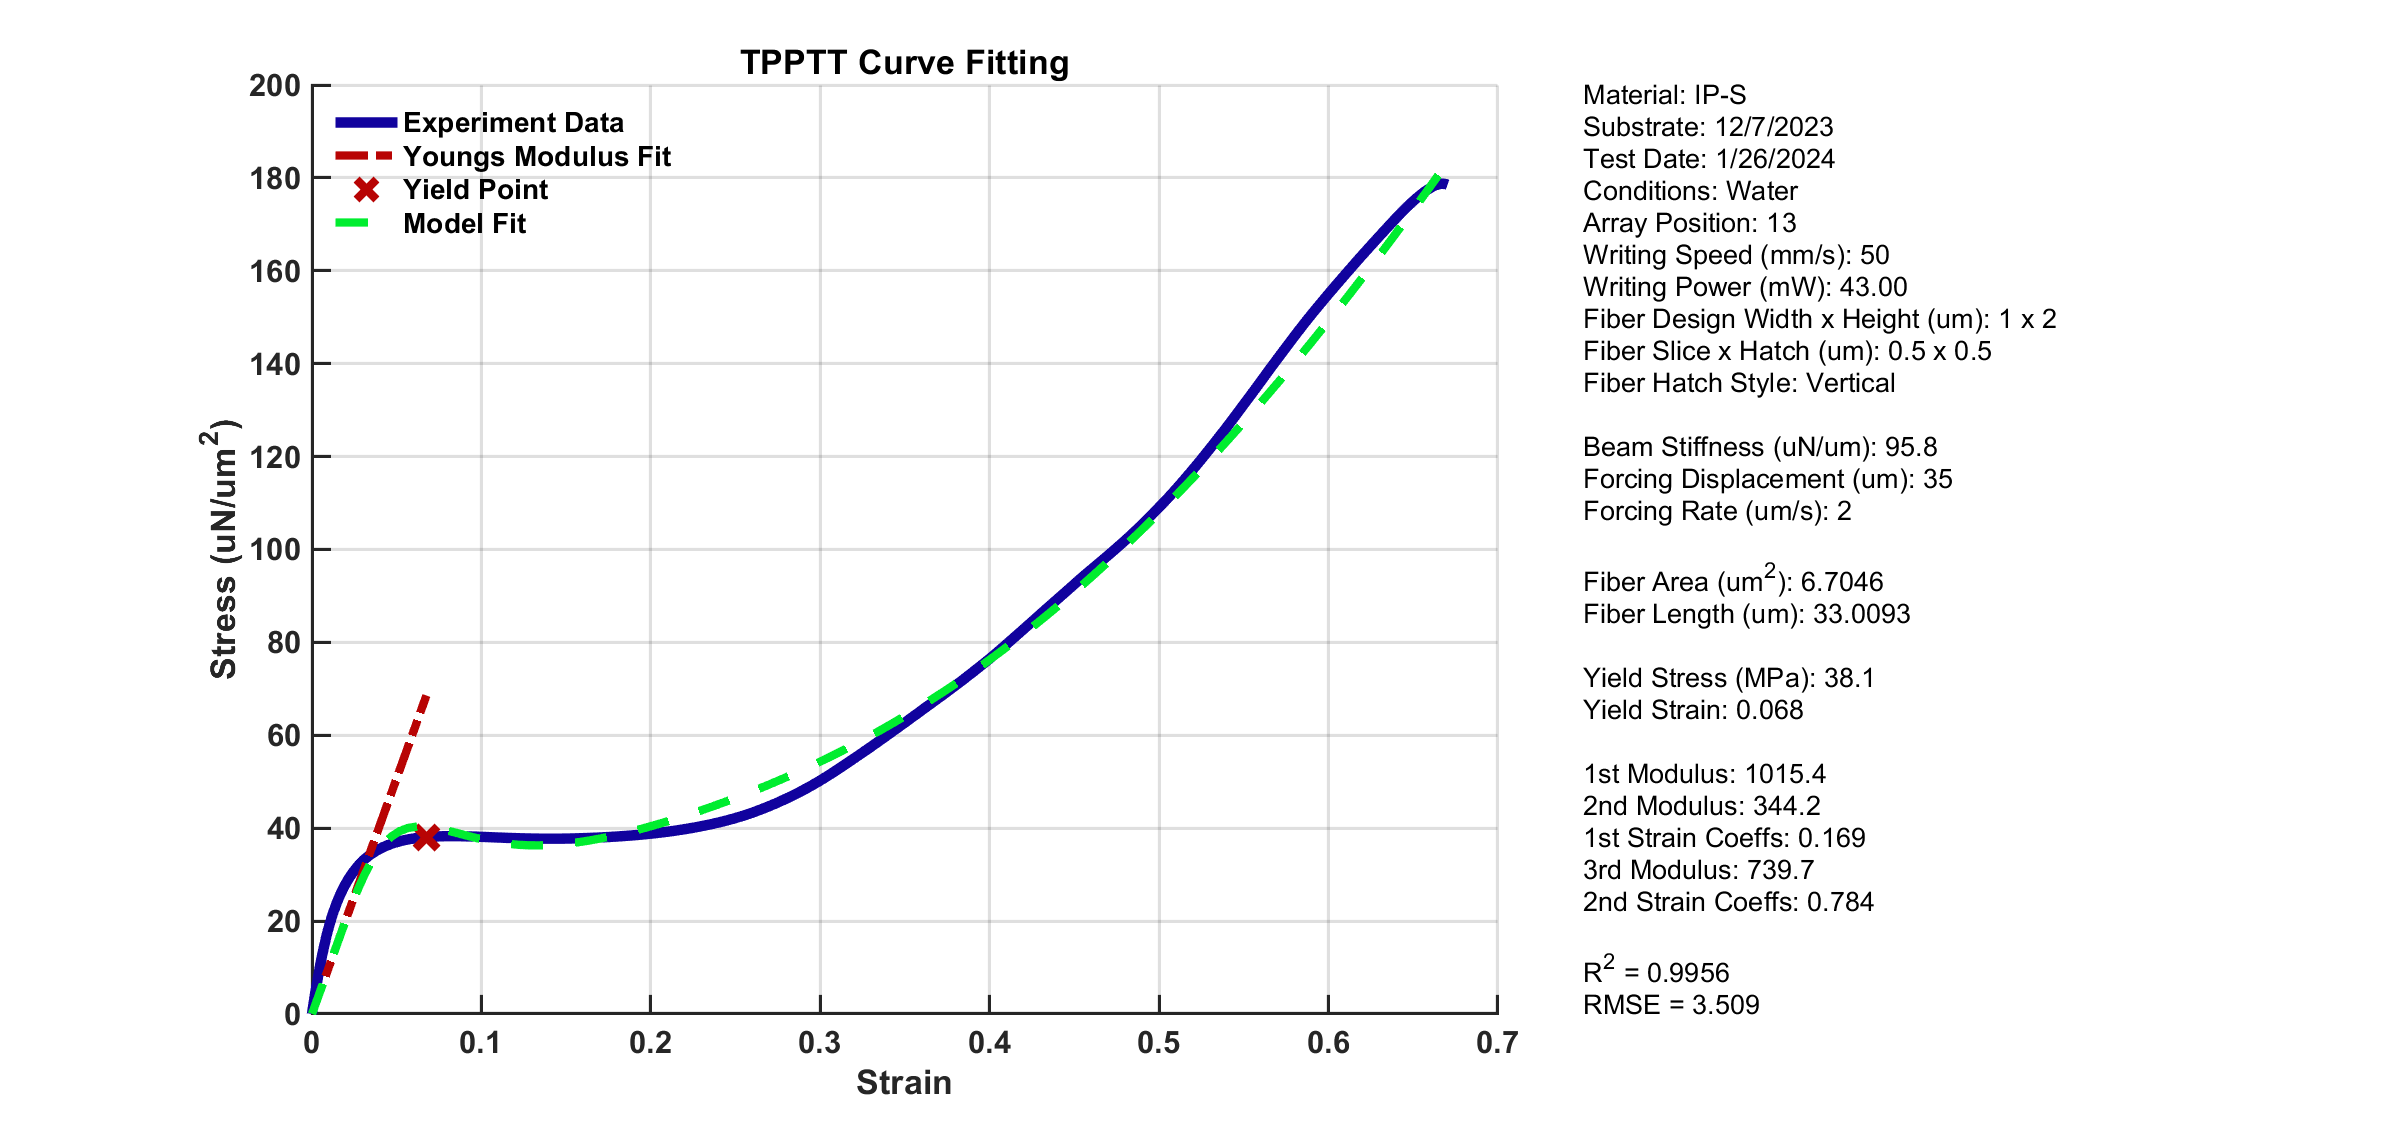 TPPTT Curve Fitting
200
180
160
140
120
100
80
60
40
20
0
Stress (uN/um²)
Experiment Data
Youngs Modulus Fit
Yield Point
Model Fit
0 0.1 0.2 0.3 0.4 0.5 0.6 0.7
Strain
Material: IP-S
Substrate: 12/7/2023
Test Date: 1/26/2024
Conditions: Water
Array Position: 13
Writing Speed (mm/s): 50
Writing Power (mW): 43.00
Fiber Design Width x Height (um): 1 x 2
Fiber Slice x Hatch (um): 0.5 x 0.5
Fiber Hatch Style: Vertical
Beam Stiffness (uN/um): 95.8
Forcing Displacement (um): 35
Forcing Rate (um/s): 2
Fiber Area (um²): 6.7046
Fiber Length (um): 33.0093
Yield Stress (MPa): 38.1
Yield Strain: 0.068
1st Modulus: 1015.4
2nd Modulus: 344.2
1st Strain Coeffs: 0.169
3rd Modulus: 739.7
2nd Strain Coeffs: 0.784
R² = 0.9956
RMSE = 3.509